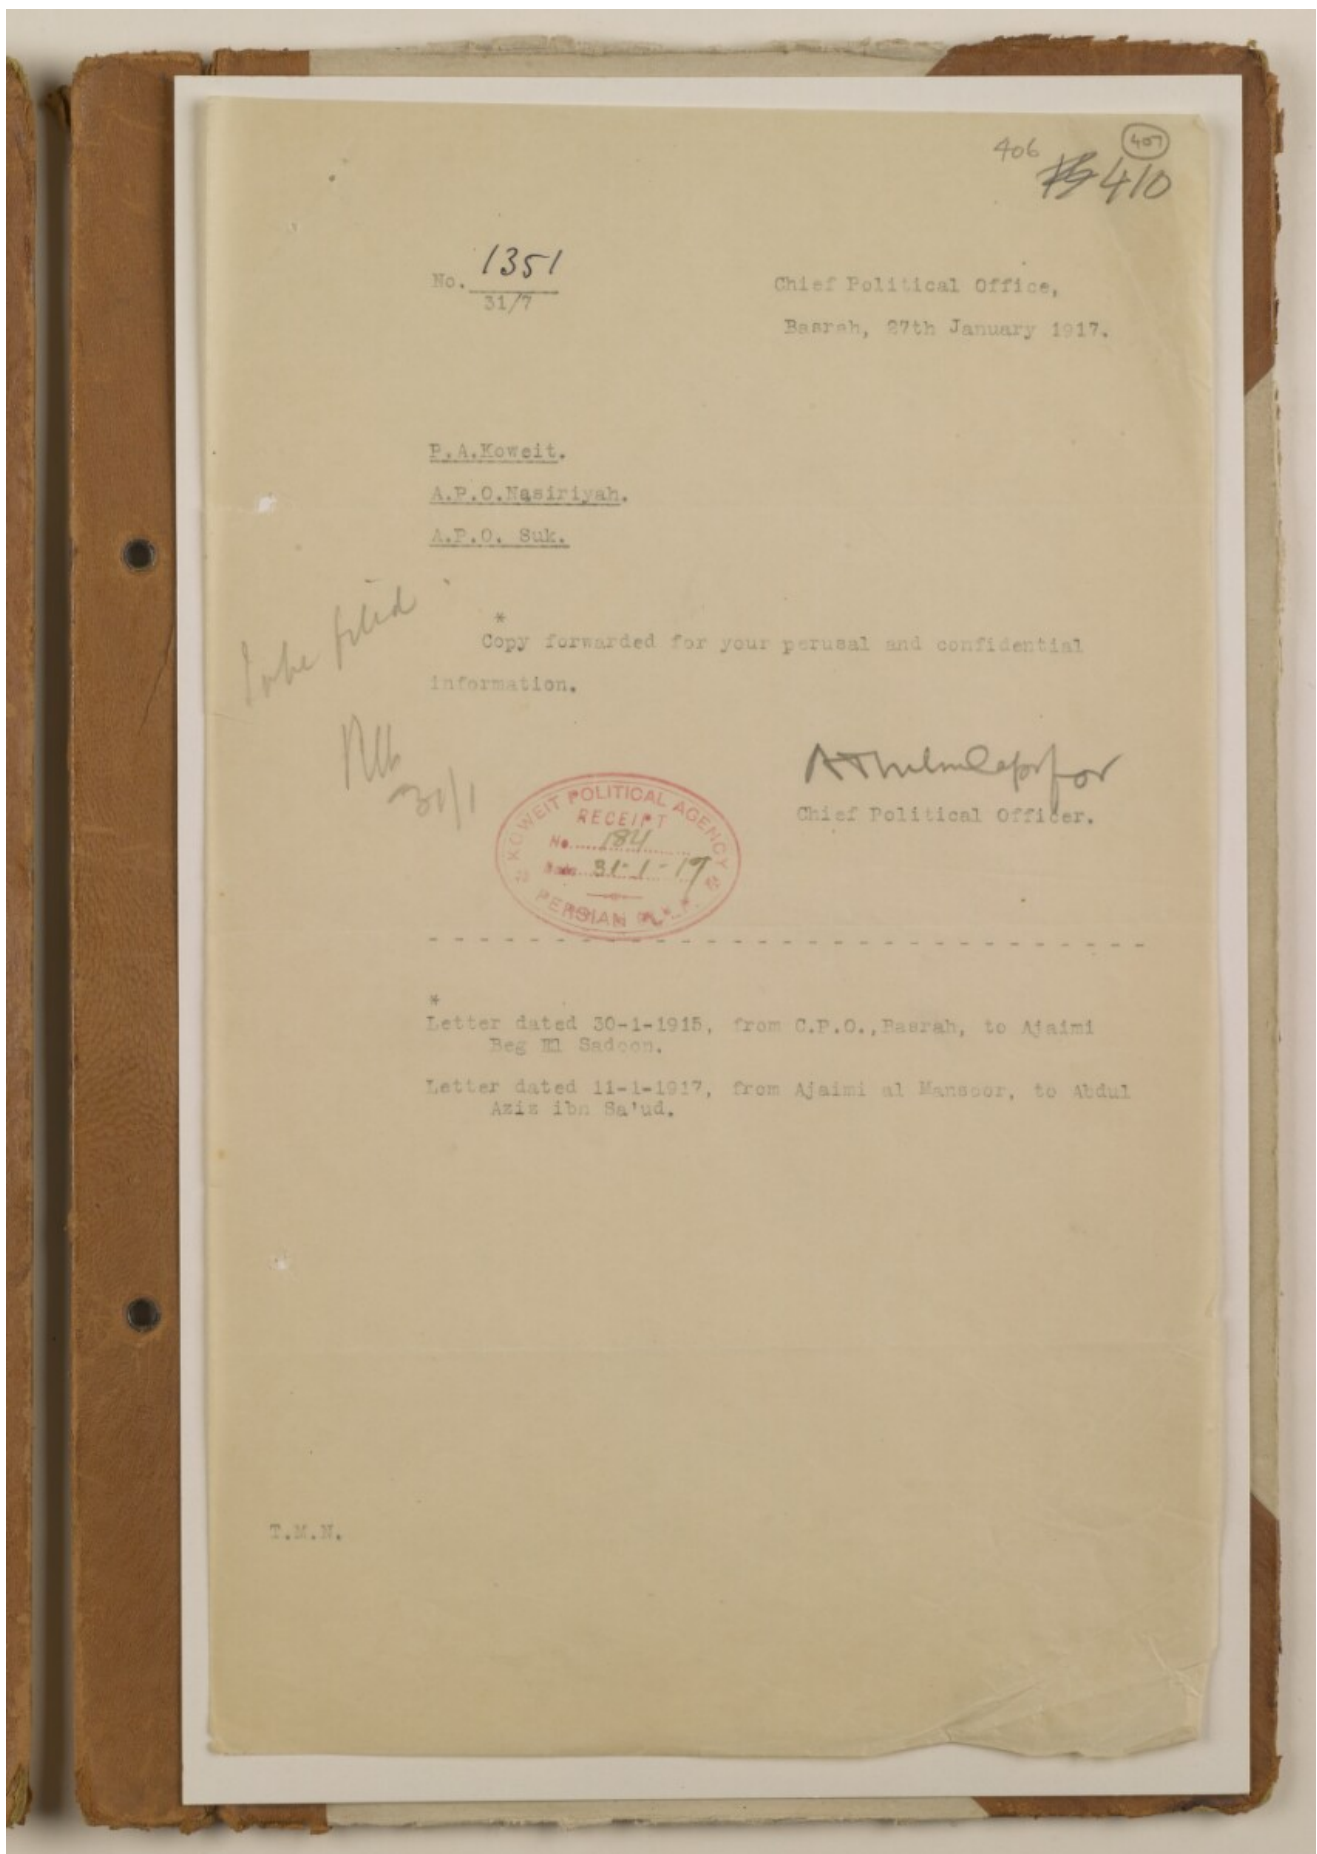 406
407
410
No. 1351
31/7
Chief Political Office,
Basrah, 27th January 1917.
P.A.Koweit.
A.P.O.Nasiriyah.
A.P.O. Suk.
to be filed
*
Copy forwarded for your perusal and confidential
information.
30/1
for
Chief Political Officer.
KOWEIT POLITICAL AGENCY
RECEIPT
No. 184
Date 31-1-17
PERSIAN GULF.
*
Letter dated 30-1-1915, from C.P.O.,Basrah, to Ajaimi
Beg El Sadoon.
Letter dated 11-1-1917, from Ajaimi al Mansoor, to Abdul
Aziz ibn Sa'ud.
T.M.N.